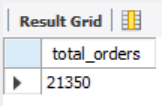 Result Grid
total_orders
21350